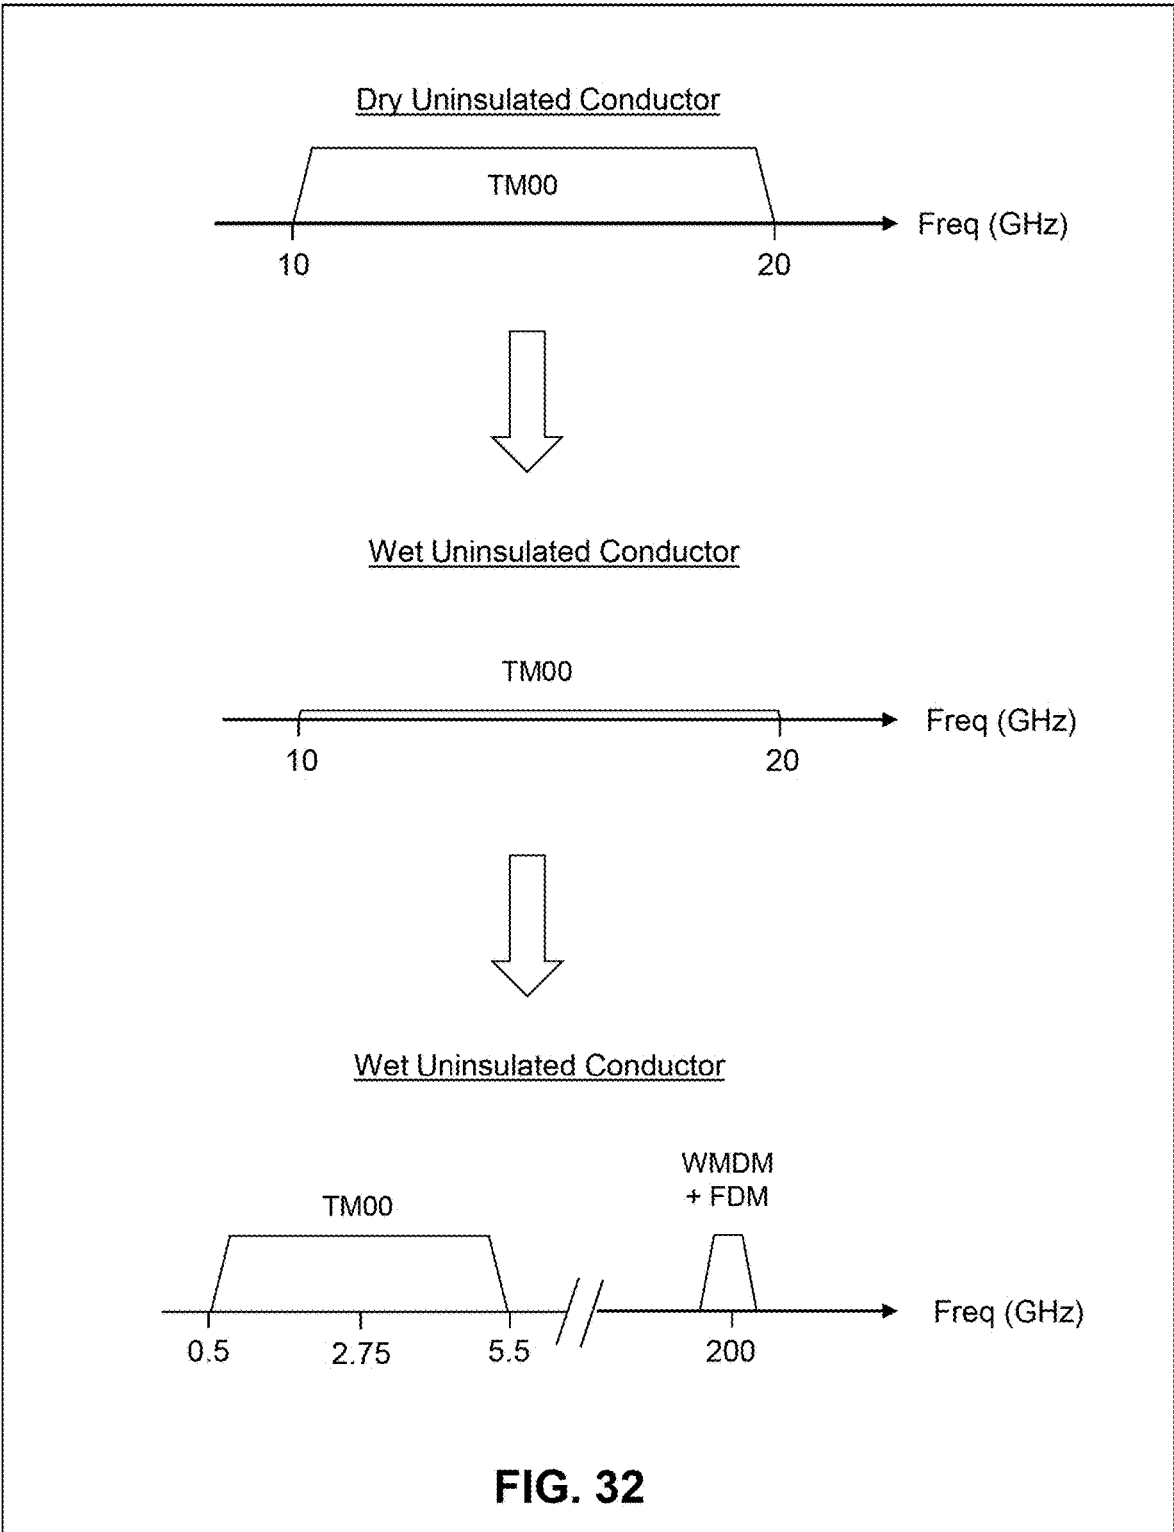 Dry Uninsulated Conductor
TM00
Freq (GHz)
10 20
Wet Uninsulated Conductor
TM00
Freq (GHz)
10 20
Wet Uninsulated Conductor
WMDM
+ FDM
TM00
Freq (GHz)
0.5 2.75 5.5 200
FIG. 32